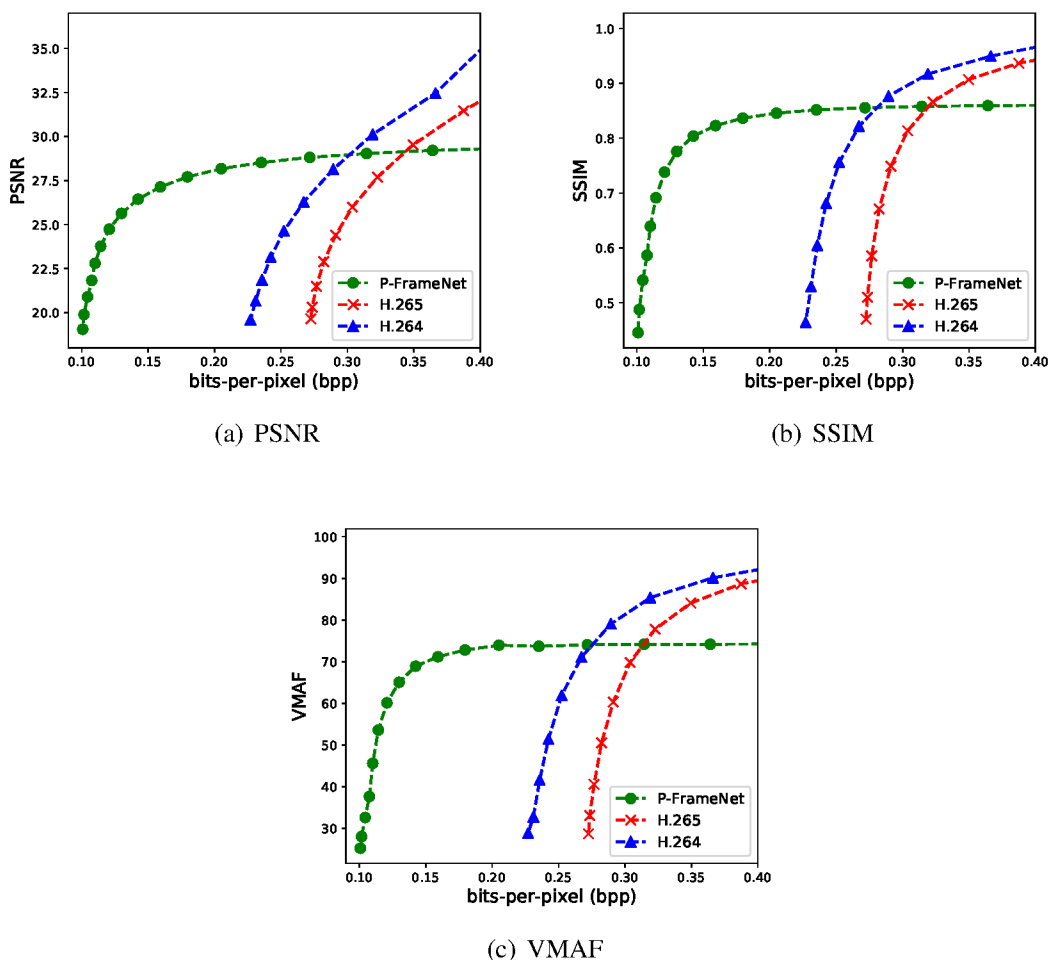 PSNR
35.0
32.5
30.0
27.5
25.0
22.5
20.0
0.10 0.15 0.20 0.25 0.30 0.35 0.40
bits-per-pixel (bpp)
P-FrameNet
H.265
H.264
(a) PSNR
SSIM
1.0
0.9
0.8
0.7
0.6
0.5
0.10 0.15 0.20 0.25 0.30 0.35 0.40
bits-per-pixel (bpp)
P-FrameNet
H.265
H.264
(b) SSIM
VMAF
100
90
80
70
60
50
40
30
0.10 0.15 0.20 0.25 0.30 0.35 0.40
bits-per-pixel (bpp)
P-FrameNet
H.265
H.264
(c) VMAF